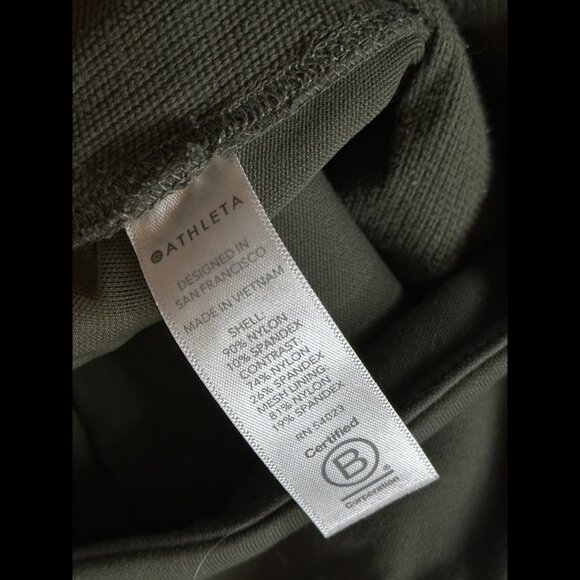 ATHLETA
DESIGNED IN
SAN FRANCISCO
MADE IN VIETNAM
SHELL
90% NYLON
10% SPANDEX
CONTRAST.
74% NYLON
26% SPANDEX
MESH LINING:
81% NYLON
19% SPANDEX
RN 54023
Certified
B
Corporation